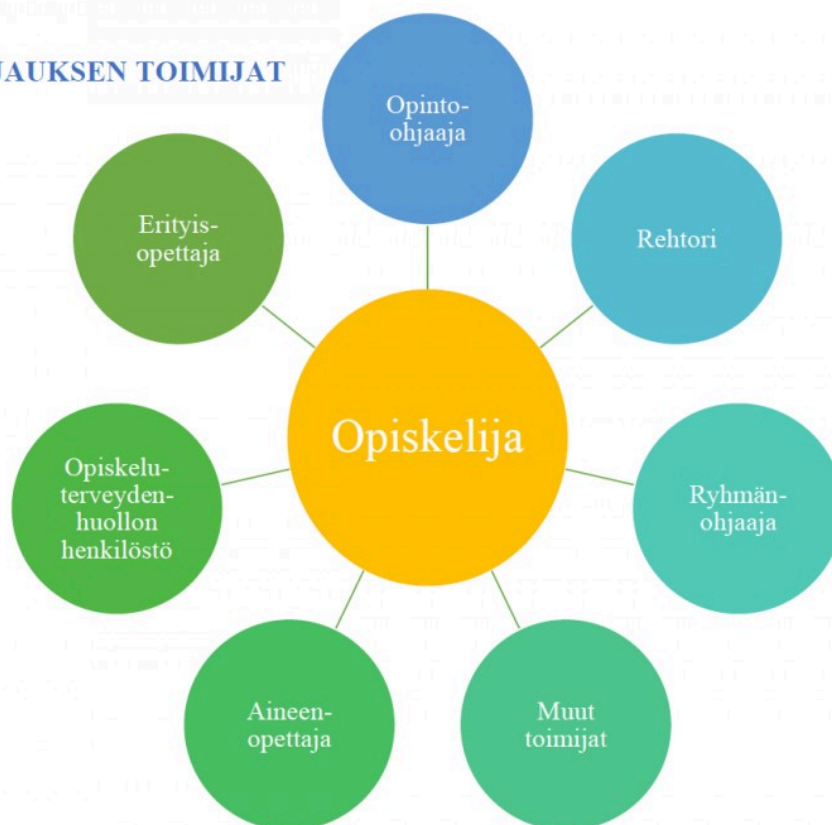 JAUKSEN TOIMIJAT
Opinto-
ohjaaja
Rehtori
Ryhmän-
ohjaaja
Muut
toimijat
Aineen-
opettaja
Opiskelu-
terveyden-
huollon
henkilöstö
Erityis-
opettaja
Opiskelija